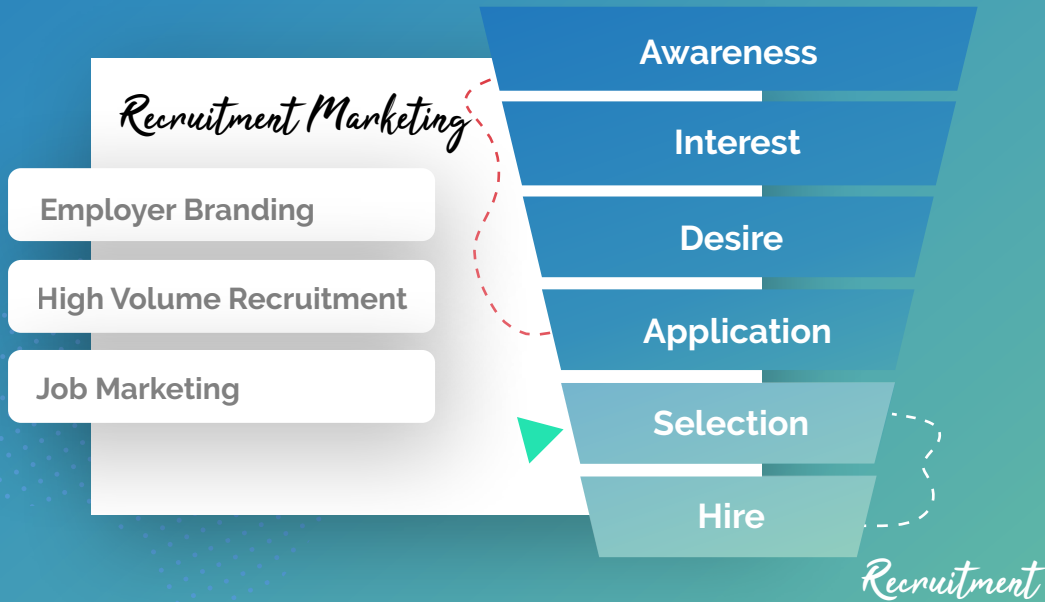 Recruitment Marketing
Employer Branding
High Volume Recruitment
Job Marketing
Awareness
Interest
Desire
Application
Selection
Hire
Recruitment